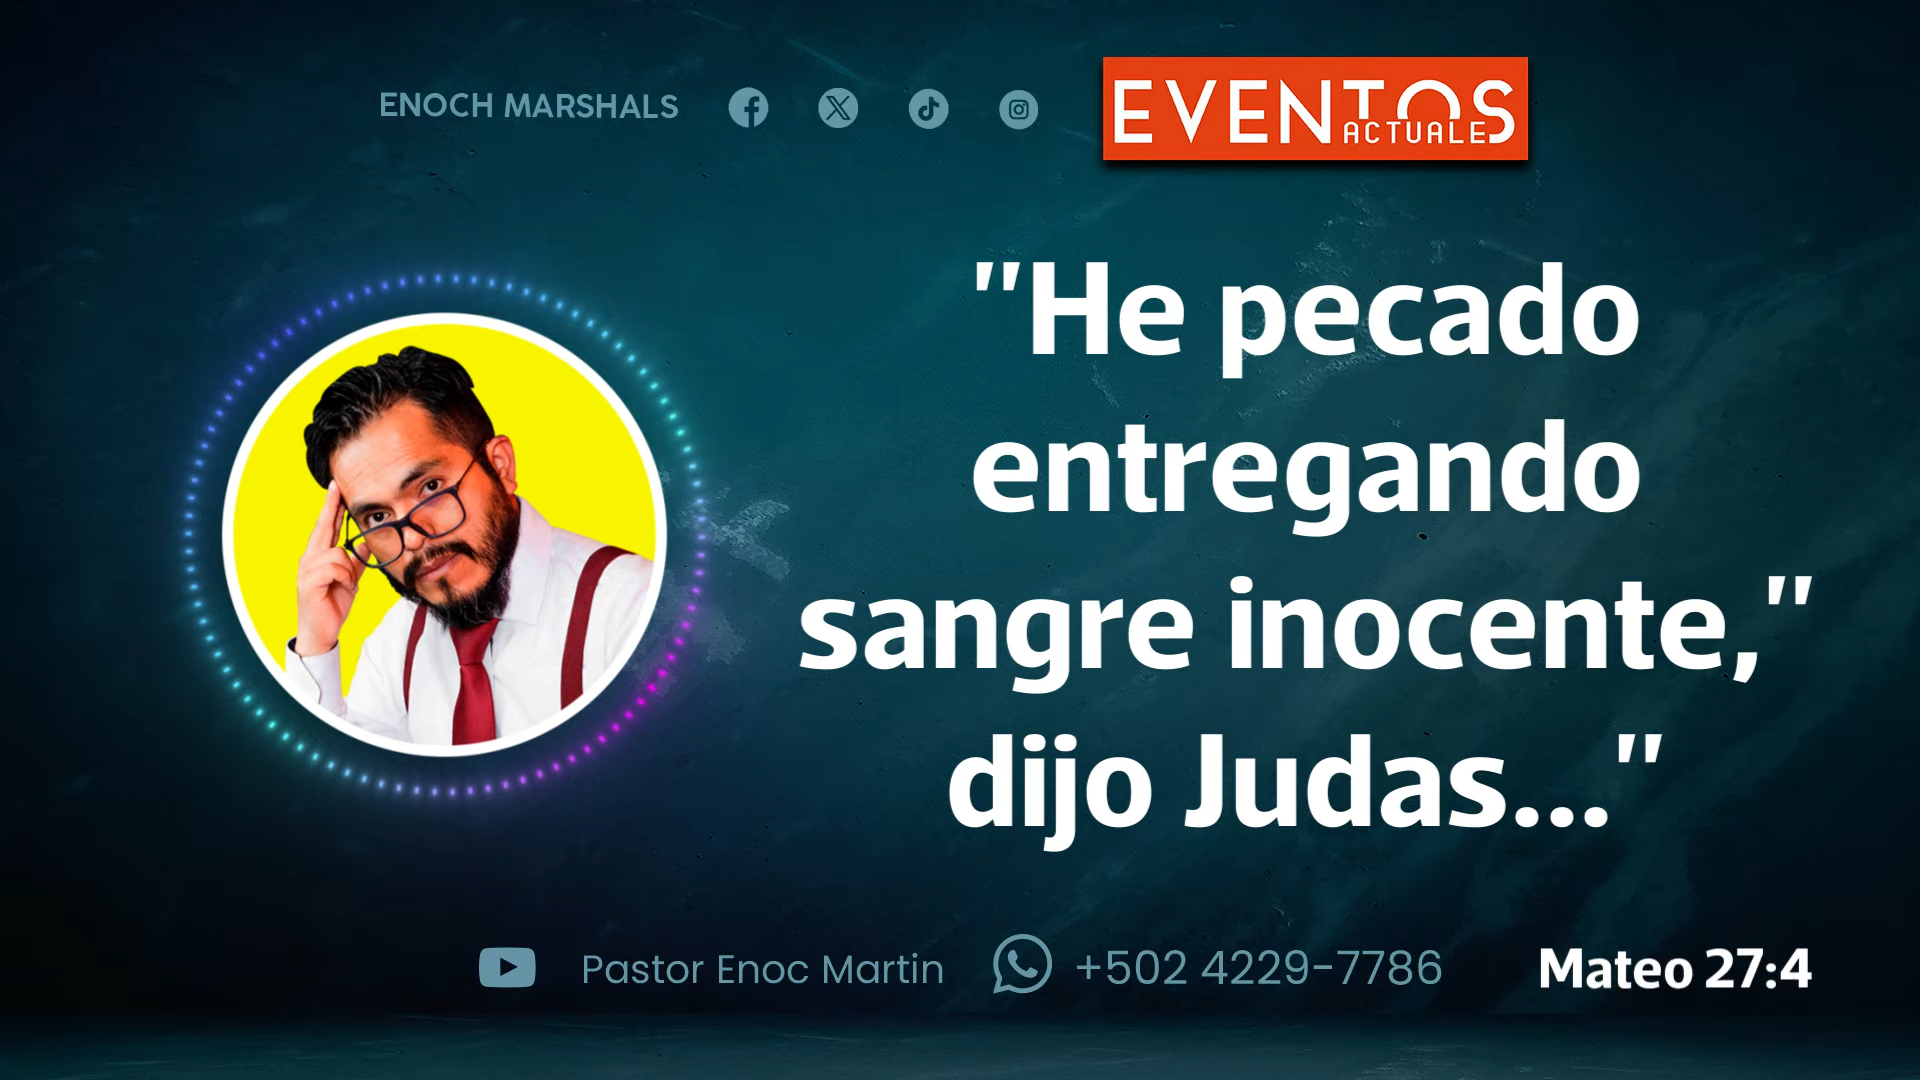 ENOCH MARSHALS
EVENTOS
ACTUALES
"He pecado
entregando
sangre inocente,"
dijo Judas..."
Pastor Enoc Martin
+502 4229-7786
Mateo 27:4